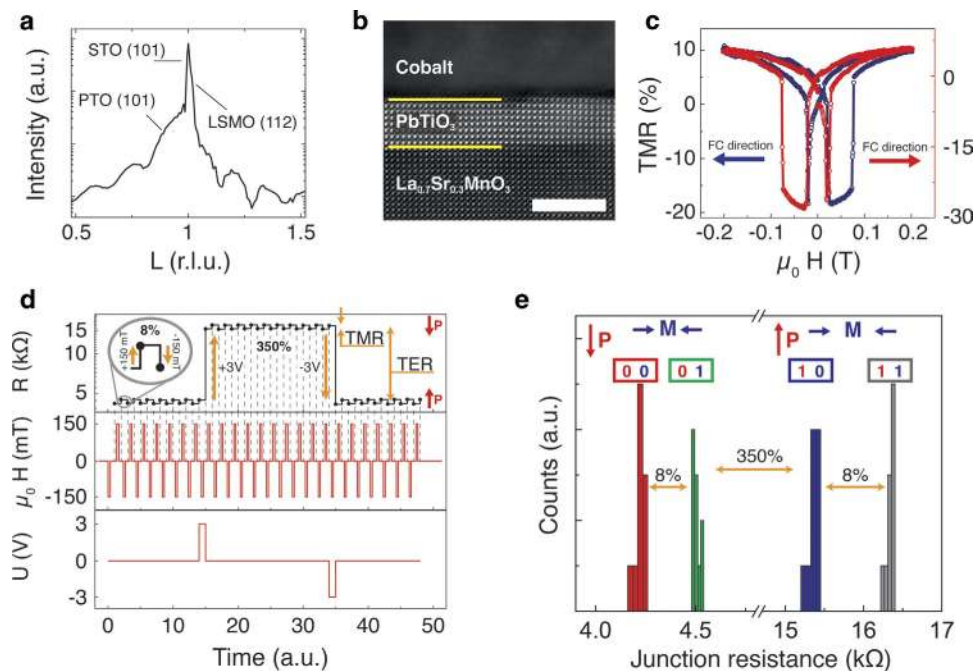 a
Intensity (a.u.)
STO (101)
PTO (101)
LSMO (112)
0.5
1
1.5
L (r.l.u.)
b
Cobalt
PbTiO₃
La₀.₇Sr₀.₃MnO₃
c
TMR (%)
10
0
-10
-20
0
-15
-30
FC direction
FC direction
-0.2
-0.1
0
0.1
0.2
μ₀ H (T)
d
R (kΩ)
15
10
5
8%
+150 mT
-150 mT
350%
+3V
-3V
TMR
TER
P
P
μ₀ H (mT)
150
0
-150
U (V)
3
0
-3
0
10
20
30
40
50
Time (a.u.)
e
Counts (a.u.)
P
M
P
M
0 0
0 1
1 0
1 1
350%
8%
8%
4.0
4.5
15
16
17
Junction resistance (kΩ)